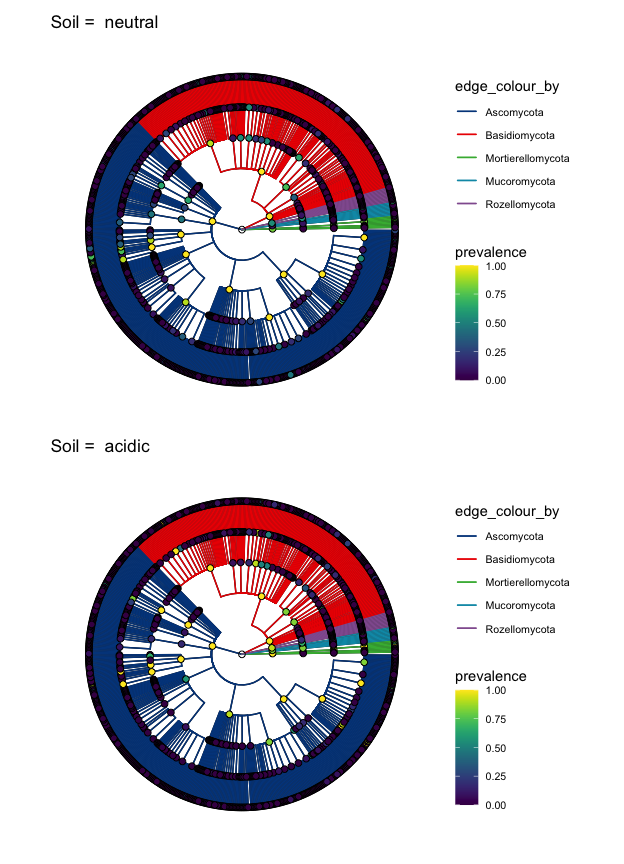 Soil =  neutral
edge_colour_by
Ascomycota
Basidiomycota
Mortierellomycota
Mucoromycota
Rozellomycota
prevalence
1.00
0.75
0.50
0.25
0.00
Soil =  acidic
edge_colour_by
Ascomycota
Basidiomycota
Mortierellomycota
Mucoromycota
Rozellomycota
prevalence
1.00
0.75
0.50
0.25
0.00